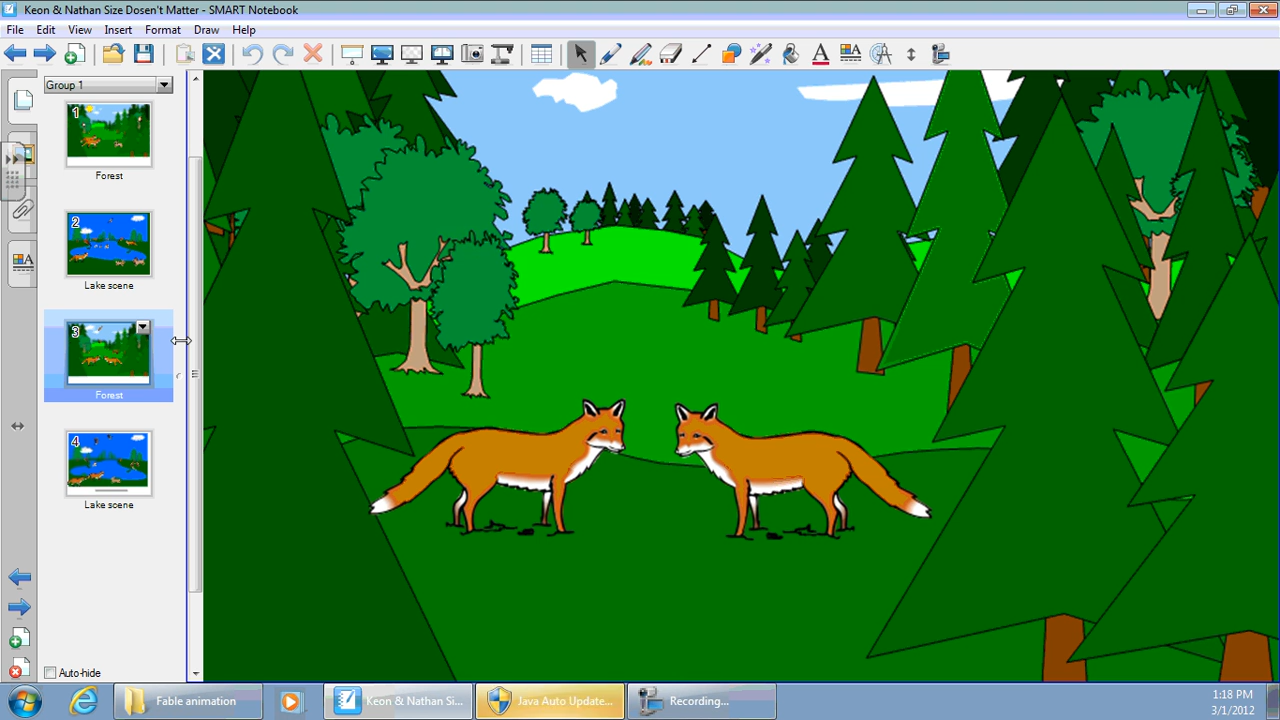 Keon & Nathan Size Dosen't Matter - SMART Notebook
File Edit View Insert Format Draw Help
Group 1
1
Forest
2
Lake scene
3
Forest
4
Lake scene
Auto-hide
Fable animation
Keon & Nathan Si...
Java Auto Update...
Recording...
1:18 PM
3/1/2012